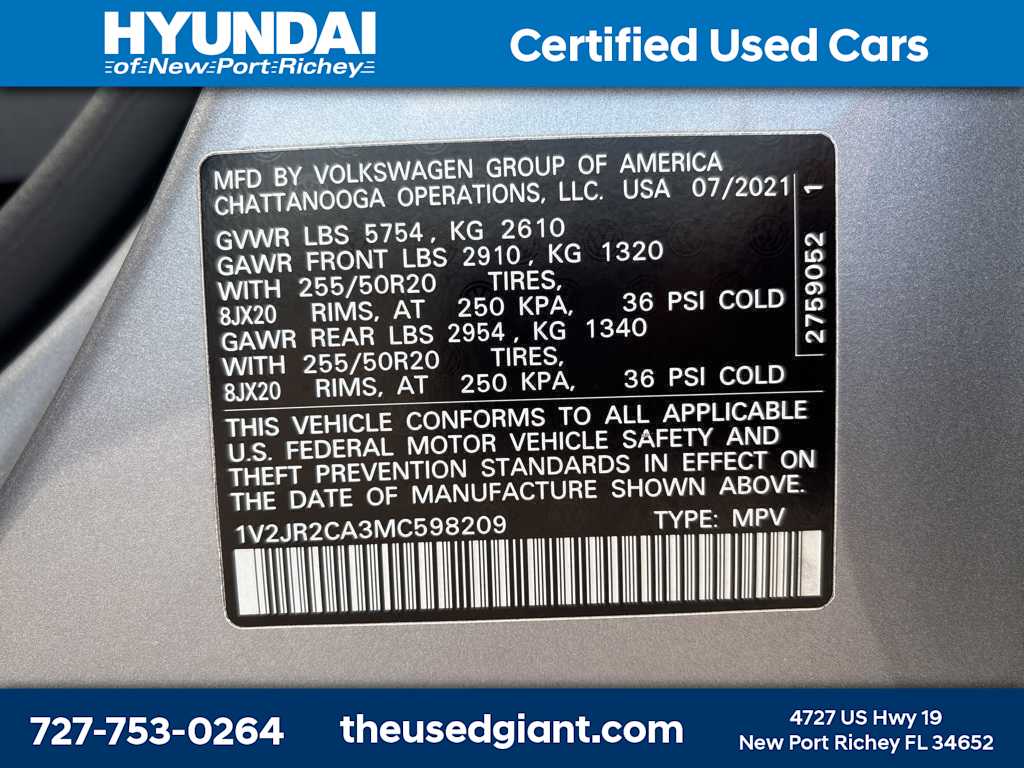 HYUNDAI
of New Port Richey
Certified Used Cars
MFD BY VOLKSWAGEN GROUP OF AMERICA
CHATTANOOGA OPERATIONS, LLC. USA 07/2021
GVWR LBS 5754, KG 2610
GAWR FRONT LBS 2910, KG 1320
WITH 255/50R20 TIRES,
8JX20 RIMS, AT 250 KPA, 36 PSI COLD
GAWR REAR LBS 2954, KG 1340
WITH 255/50R20 TIRES,
8JX20 RIMS, AT 250 KPA, 36 PSI COLD
2759052 1
THIS VEHICLE CONFORMS TO ALL APPLICABLE
U.S. FEDERAL MOTOR VEHICLE SAFETY AND
THEFT PREVENTION STANDARDS IN EFFECT ON
THE DATE OF MANUFACTURE SHOWN ABOVE.
1V2JR2CA3MC598209 TYPE: MPV
727-753-0264
theusedgiant.com
4727 US Hwy 19
New Port Richey FL 34652